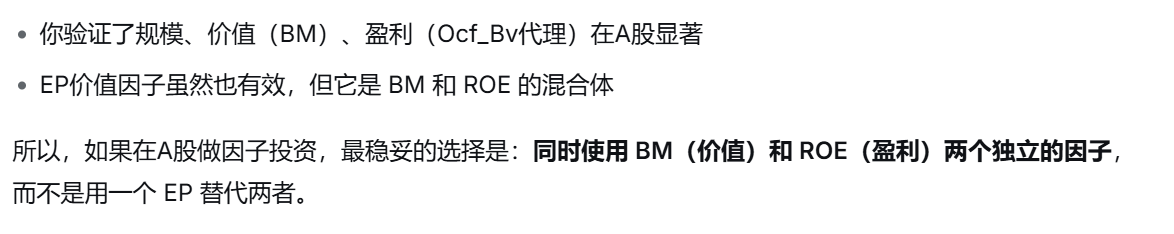 • 你验证了规模、价值（BM）、盈利（Ocf_Bv代理）在A股显著
• EP价值因子虽然也有效，但它是 BM 和 ROE 的混合体
所以，如果在A股做因子投资，最稳妥的选择是：同时使用 BM（价值）和 ROE（盈利）两个独立的因子，
而不是用一个 EP 替代两者。